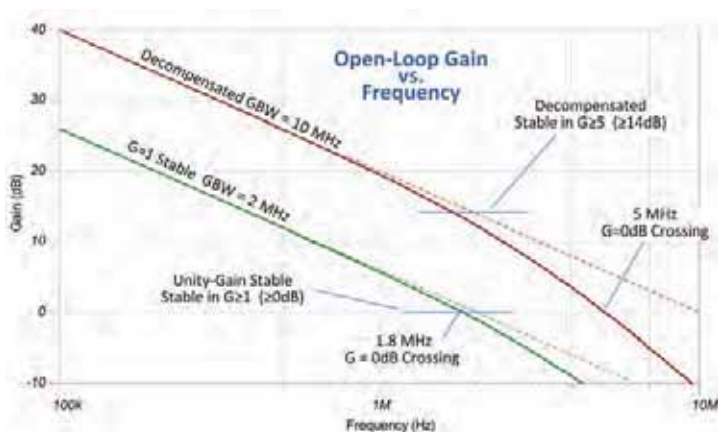 40
30
20
10
0
-10
Gain (dB)
Open-Loop Gain
vs.
Frequency
Decompensated GBW = 10 MHz
G=1 Stable GBW = 2 MHz
Decompensated
Stable in G≥5 (≥14dB)
5 MHz
G=0dB Crossing
Unity-Gain Stable
Stable in G≥1 (≥0dB)
1.8 MHz
G = 0dB Crossing
100k
1M
10M
Frequency (Hz)